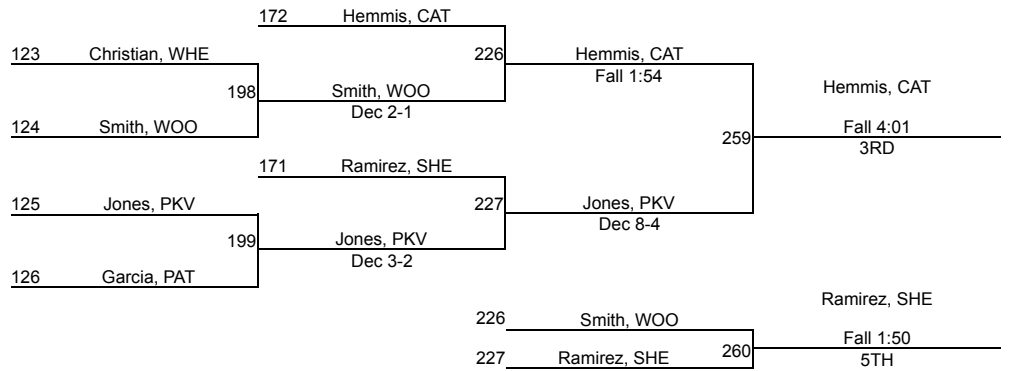 172 Hemmis, CAT
123 Christian, WHE
226 Hemmis, CAT
Fall 1:54
198 Smith, WOO
Dec 2-1
Hemmis, CAT
124 Smith, WOO
259 Fall 4:01
3RD
171 Ramirez, SHE
125 Jones, PKV
227 Jones, PKV
Dec 8-4
199 Jones, PKV
Dec 3-2
126 Garcia, PAT
Ramirez, SHE
226 Smith, WOO
Fall 1:50
227 Ramirez, SHE 260
5TH